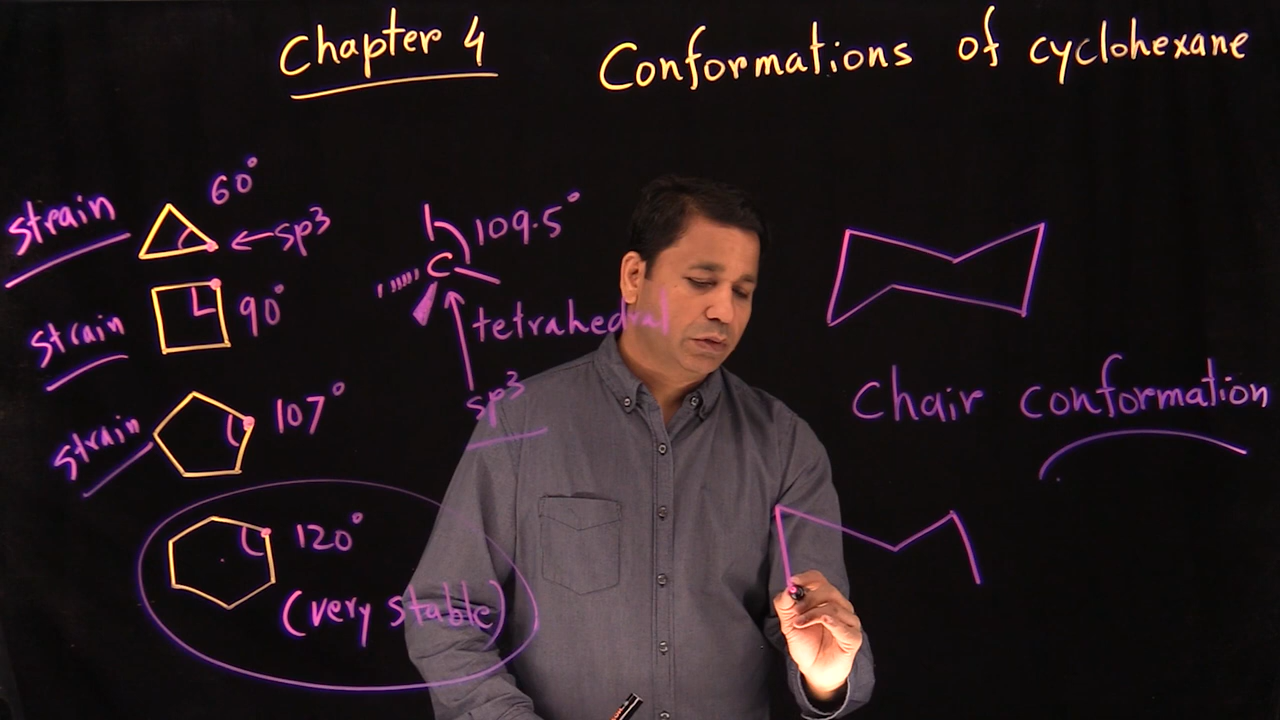 Chapter 4
Conformations of cyclohexane
strain
60°
sp3
strain
90°
strain
107°
120°
(very stable)
109.5°
C
tetrahedral
sp3
Chair conformation